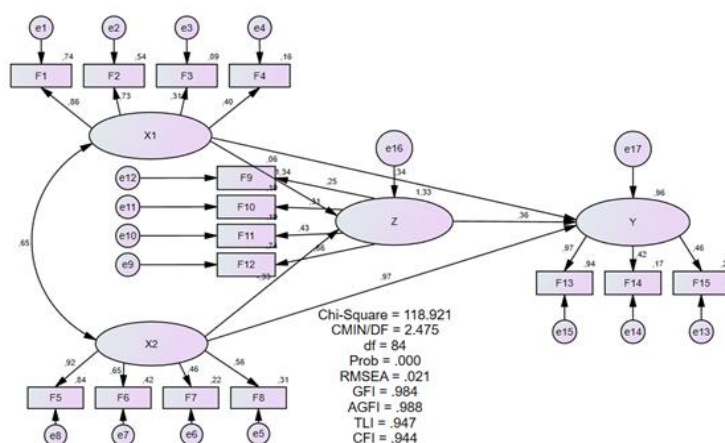 e1 e2 e3 e4
,74 ,54 ,09 ,16
F1 F2 F3 F4
,86 ,73 ,31 ,40
X1
e16 e17
,06 1,34 ,34
e12 F9 ,25 1,33 ,96
e11 F10 ,31
Z ,36 Y
e10 F11 ,43
,65
e9 F12 ,66
,97 ,42 ,46
,94 ,17
,97
F13 F14 F15
Chi-Square = 118.921
CMIN/DF = 2.475
e15 e14 e13
X2
df = 84
Prob = .000
,92 ,65 ,46 ,56
RMSEA = .021
,84 ,42 ,22 ,31
GFI = .984
F5 F6 F7 F8
AGFI = .988
TLI = .947
e8 e7 e6 e5
CFI = .944